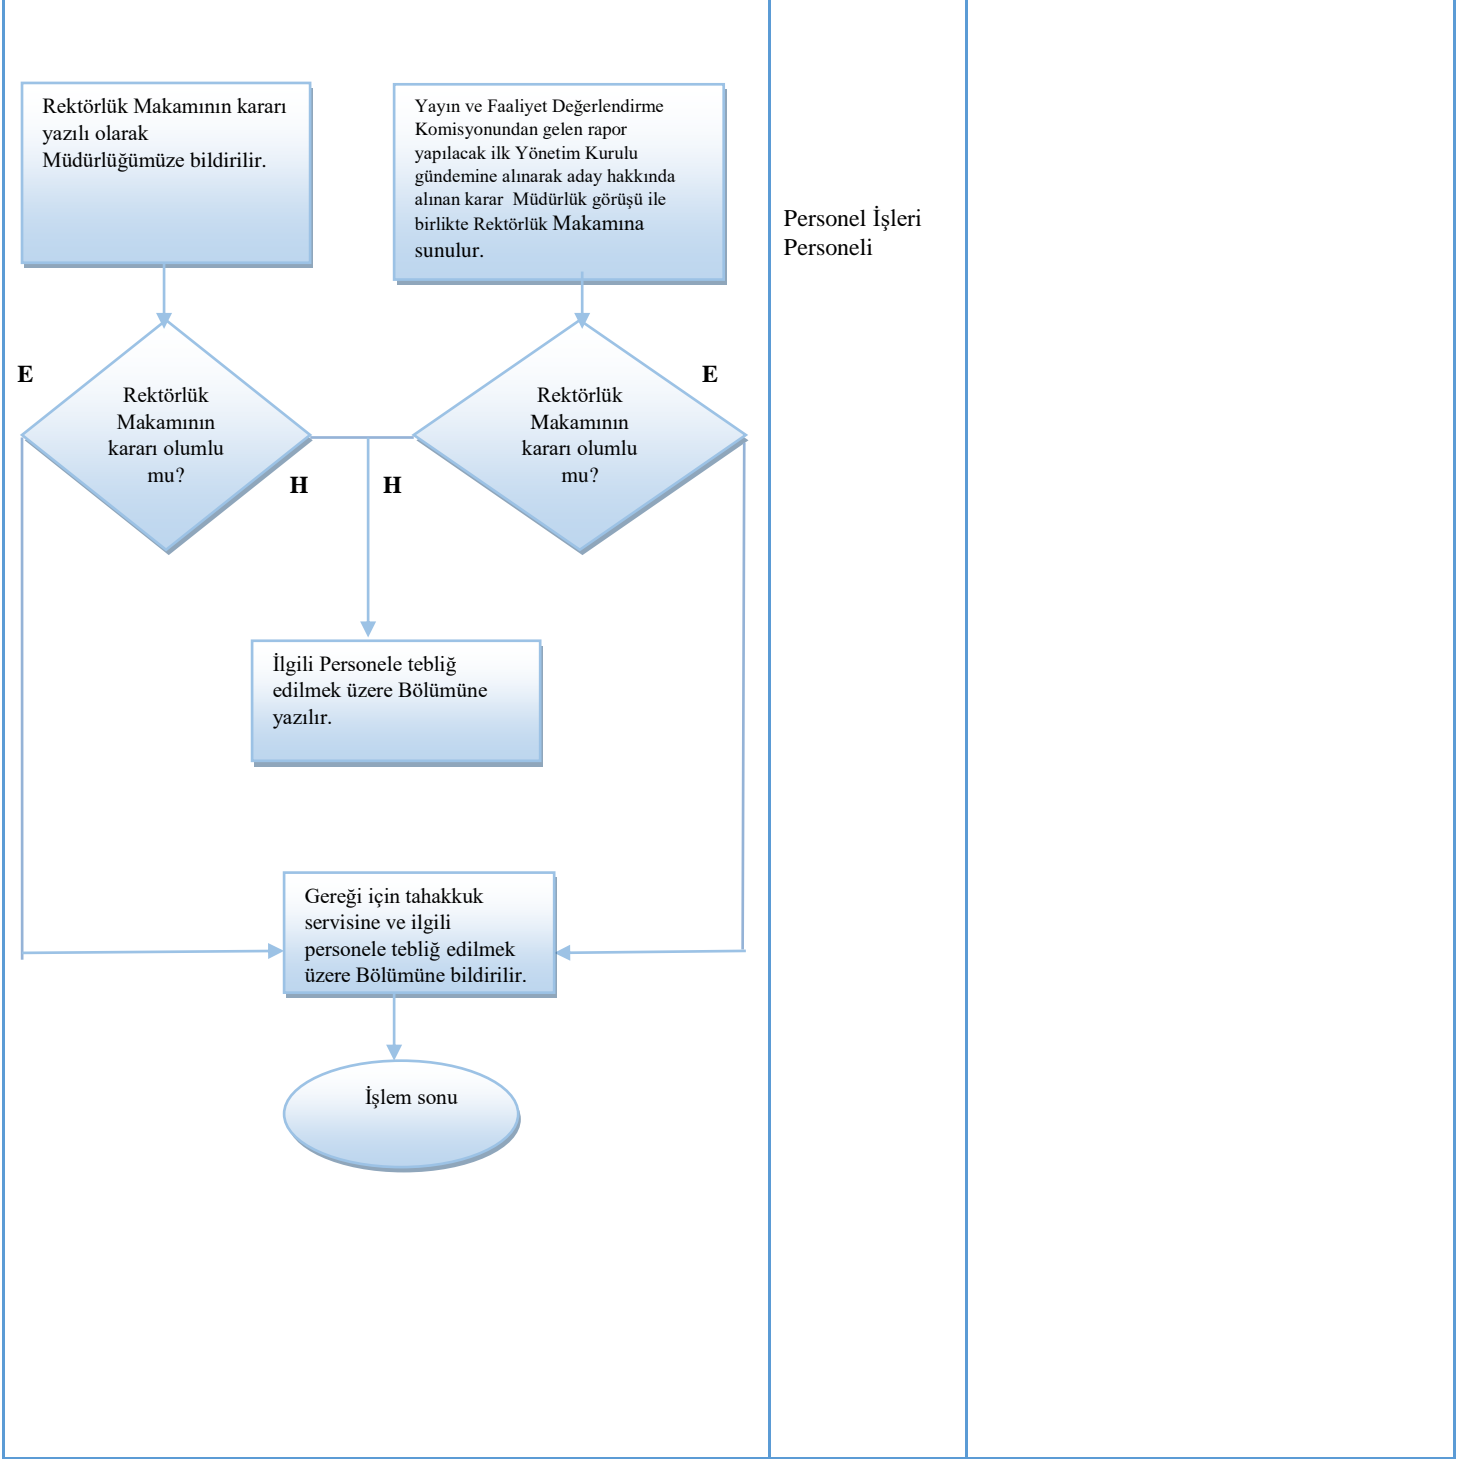 Rektörlük Makamının kararı
yazılı olarak
Müdürlüğümüze bildirilir.
Yayın ve Faaliyet Değerlendirme
Komisyonundan gelen rapor
yapılacak ilk Yönetim Kurulu
gündemine alınarak aday hakkında
alınan karar Müdürlük görüşü ile
birlikte Rektörlük Makamına
sunulur.
Personel İşleri
Personeli
E
Rektörlük
Makamının
kararı olumlu
mu?
H
H
E
Rektörlük
Makamının
kararı olumlu
mu?
İlgili Personele tebliğ
edilmek üzere Bölümüne
yazılır.
Gereği için tahakkuk
servisine ve ilgili
personele tebliğ edilmek
üzere Bölümüne bildirilir.
İşlem sonu